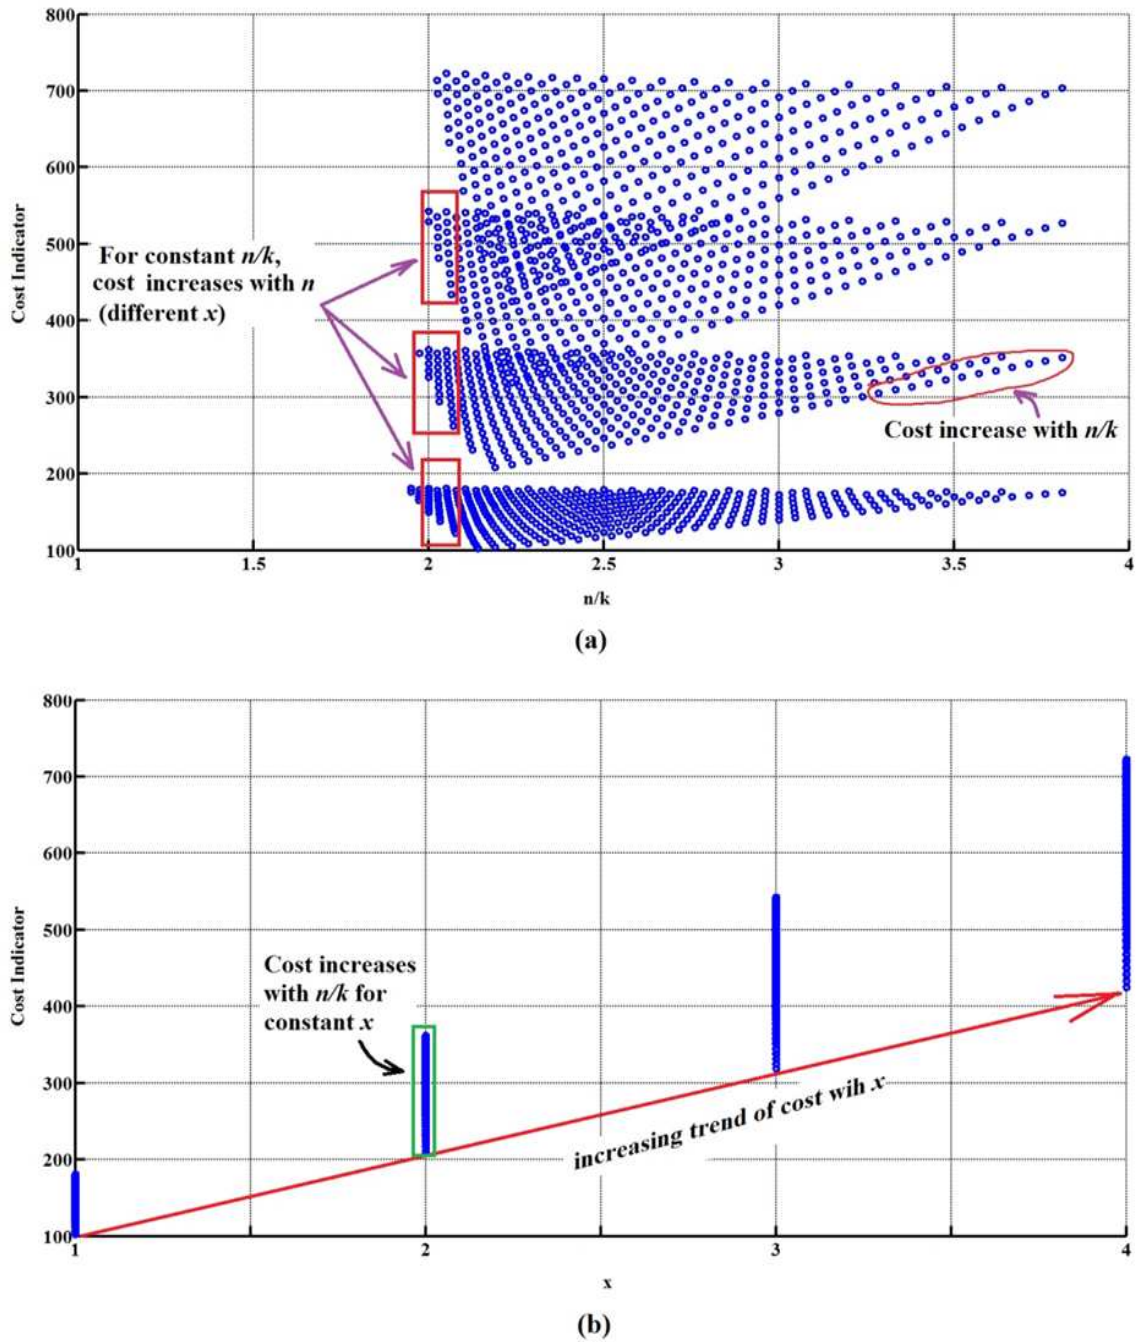 800
700
600
500
400
300
200
100
Cost Indicator
For constant n/k,
cost increases with n
(different x)
Cost increase with n/k
1
1.5
2
2.5
3
3.5
4
n/k
(a)
800
700
600
500
400
300
200
100
Cost Indicator
Cost increases
with n/k for
constant x
increasing trend of cost wih x
1
2
3
4
x
(b)